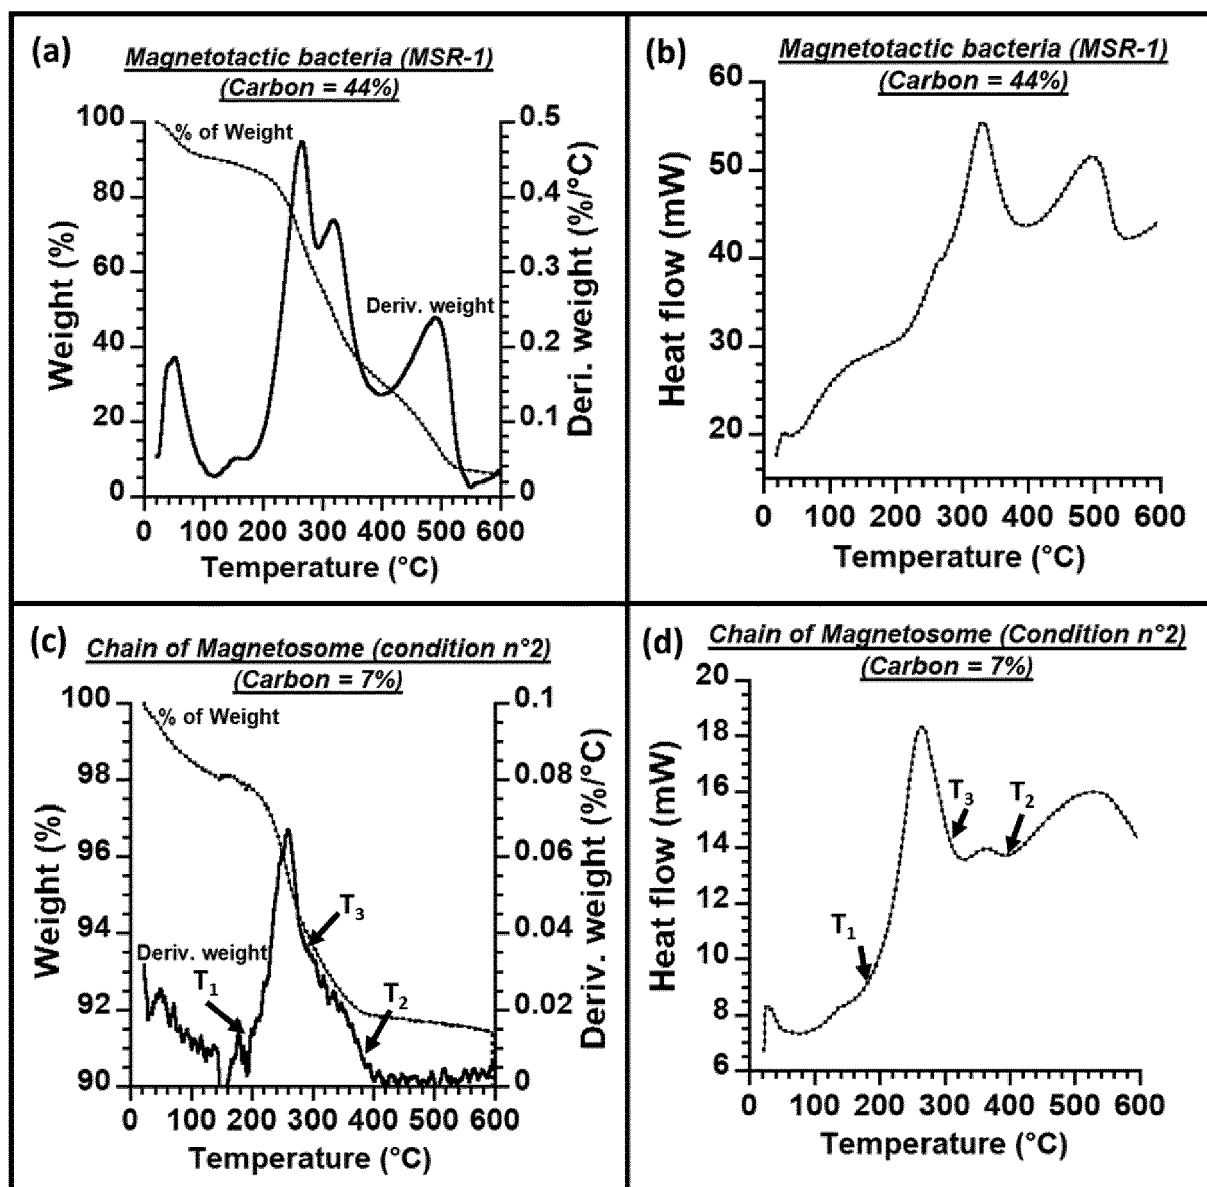 (a)
Magnetotactic bacteria (MSR-1)
(Carbon = 44%)
% of Weight
Deriv. weight
100
80
60
40
20
0
Weight (%)
0.5
0.4
0.3
0.2
0.1
0
Deri. weight (%/°C)
0 100 200 300 400 500 600
Temperature (°C)
(b)
Magnetotactic bacteria (MSR-1)
(Carbon = 44%)
60
50
40
30
20
Heat flow (mW)
0 100 200 300 400 500 600
Temperature (°C)
(c)
Chain of Magnetosome (condition n°2)
(Carbon = 7%)
% of Weight
100
98
96
94
92
90
Weight (%)
Deriv. weight
T1
T3
T2
0.1
0.08
0.06
0.04
0.02
0
Deriv. weight (%/°C)
0 100 200 300 400 500 600
Temperature (°C)
(d)
Chain of Magnetosome (Condition n°2)
(Carbon = 7%)
20
18
16
14
12
10
8
6
Heat flow (mW)
T1
T3
T2
0 100 200 300 400 500 600
Temperature (°C)